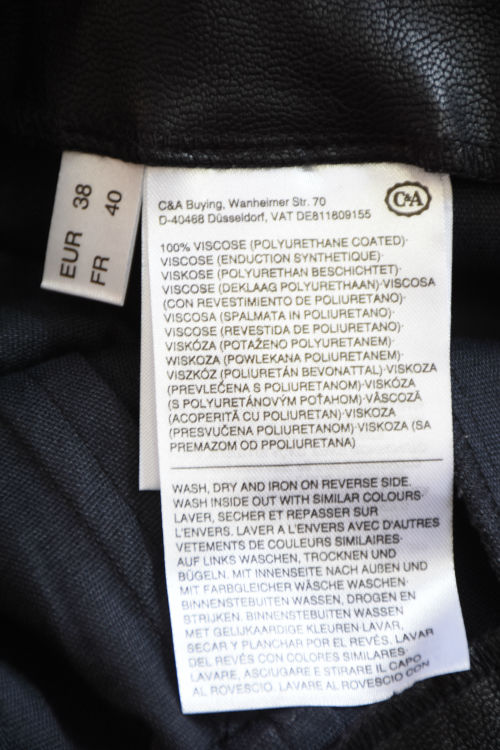 EUR 38
FR 40
C&A
C&A Buying, Wanheimer Str. 70
D-40468 Düsseldorf, VAT DE811809155
100% VISCOSE (POLYURETHANE COATED)·
VISCOSE (ENDUCTION SYNTHETIQUE)·
VISKOSE (POLYURETHAN BESCHICHTET)·
VISCOSE (DEKLAAG POLYURETHAAN)·VISCOSA
(CON REVESTIMIENTO DE POLIURETANO)·
VISCOSA (SPALMATA IN POLIURETANO)·
VISCOSE (REVESTIDA DE POLIURETANO)·
VISKÓZA (POTAŽENO POLYURETANEM)·
WISKOZA (POWLEKANA POLIURETANEM)·
VISZKÓZ (POLIURETÁN BEVONATTAL)·VISKOZA
(PREVLEČENA S POLIURETANOM)·VISKÓZA
(S POLYURETÁNOVÝM POŤAHOM)·VÂSCOZĂ
(ACOPERITĂ CU POLIURETAN)·VISKOZA
(PRESVUČENA POLIURETANOM)·VISKOZA (SA
PREMAZOM OD PPOLIURETANA)
WASH, DRY AND IRON ON REVERSE SIDE.
WASH INSIDE OUT WITH SIMILAR COLOURS·
LAVER, SECHER ET REPASSER SUR
L'ENVERS. LAVER A L'ENVERS AVEC D'AUTRES
VETEMENTS DE COULEURS SIMILAIRES·
AUF LINKS WASCHEN, TROCKNEN UND
BÜGELN. MIT INNENSEITE NACH AUßEN UND
MIT FARBGLEICHER WÄSCHE WASCHEN·
BINNENSTEBUITEN WASSEN, DROGEN EN
STRIJKEN. BINNENSTEBUITEN WASSEN
MET GELIJKAARDIGE KLEUREN·LAVAR,
SECAR Y PLANCHAR POR EL REVÉS. LAVAR
DEL REVÉS CON COLORES SIMILARES·
LAVARE, ASCIUGARE E STIRARE IL CAPO
AL ROVESCIO. LAVARE AL ROVESCIO CON